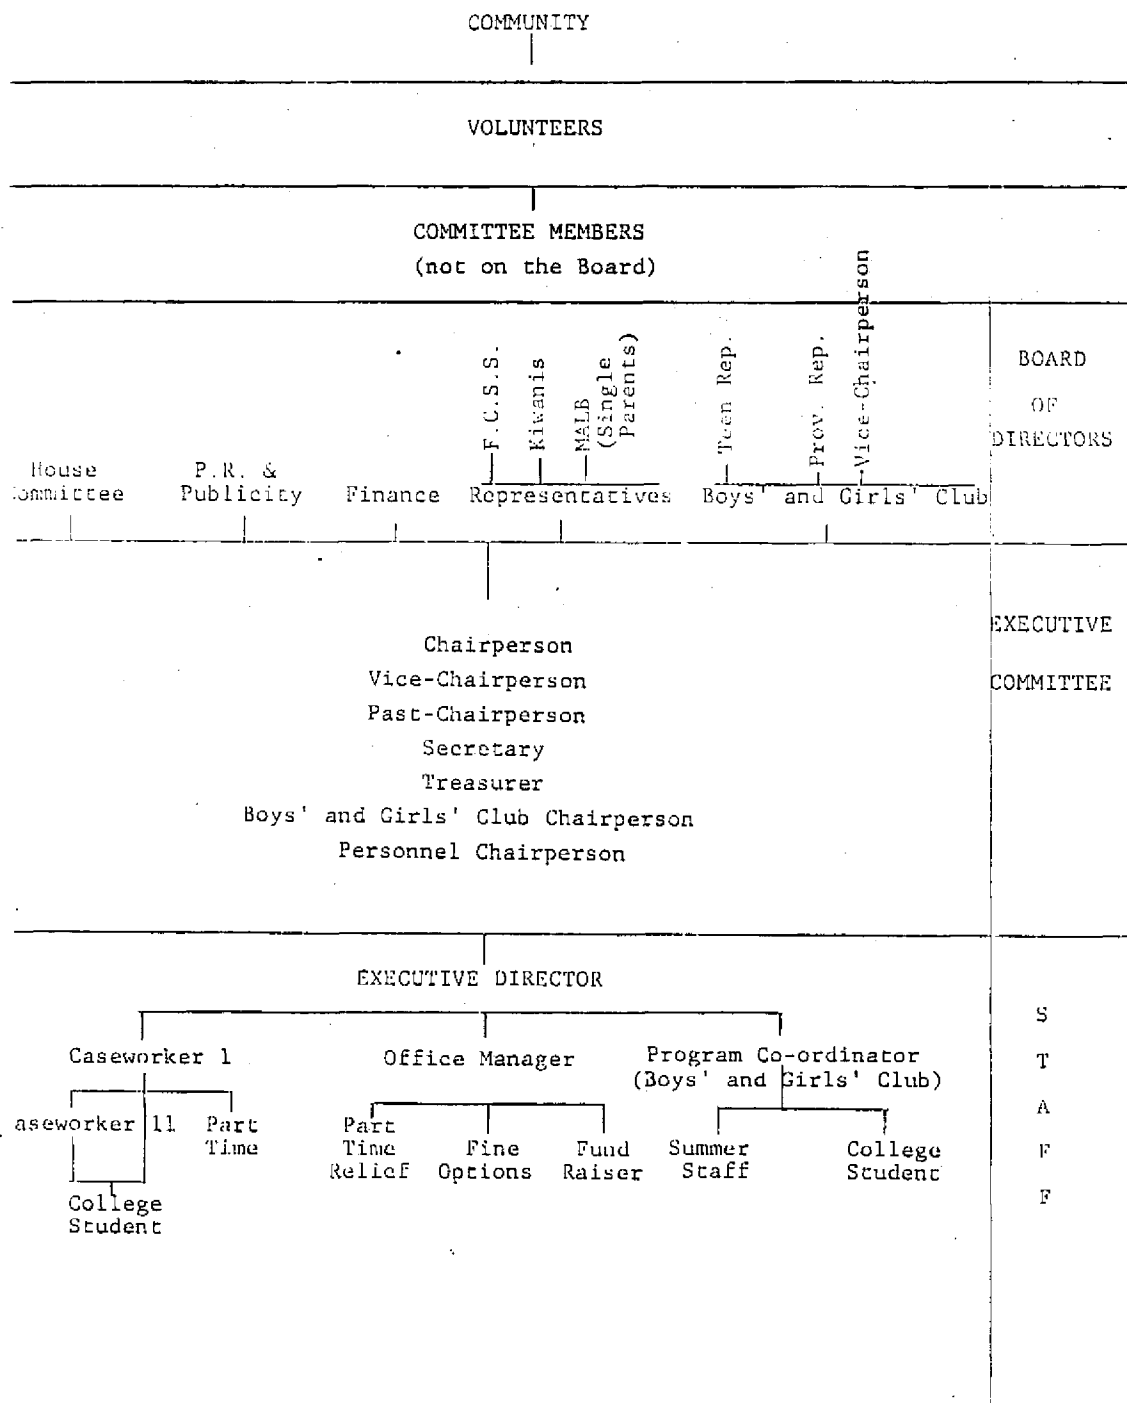 COMMUNITY
VOLUNTEERS
COMMITTEE MEMBERS
(not on the Board)
F.C.S.S.
Kiwanis
MALB
(Single
Parents)
Teen Rep.
Prov. Rep.
Vice-Chairperson
BOARD
OF
DIRECTORS
House
ommittee
P.R. &
Publicity
Finance
Representatives
Boys' and Girls' Club
EXECUTIVE
COMMITTEE
Chairperson
Vice-Chairperson
Past-Chairperson
Secretary
Treasurer
Boys' and Girls' Club Chairperson
Personnel Chairperson
EXECUTIVE DIRECTOR
STAFF
Caseworker 1
Office Manager
Program Co-ordinator
(Boys' and Girls' Club)
aseworker 11
Part
Time
College
Student
Part
Time
Relief
Fine
Options
Fund
Raiser
Summer
Staff
College
Student